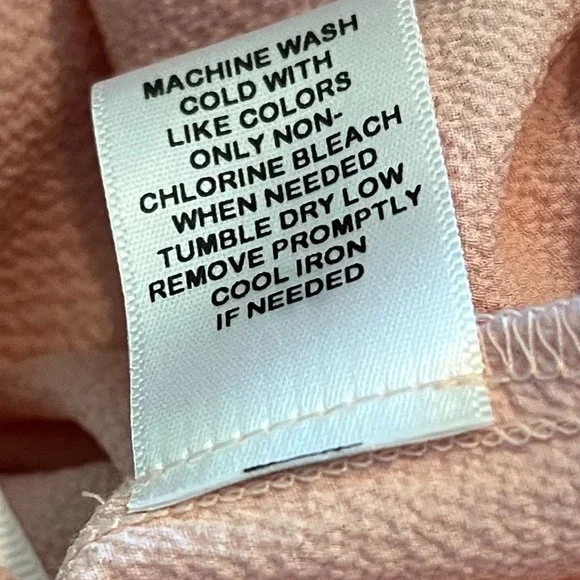 MACHINE WASH
COLD WITH
LIKE COLORS
ONLY NON-
CHLORINE BLEACH
WHEN NEEDED
TUMBLE DRY LOW
REMOVE PROMPTLY
COOL IRON
IF NEEDED